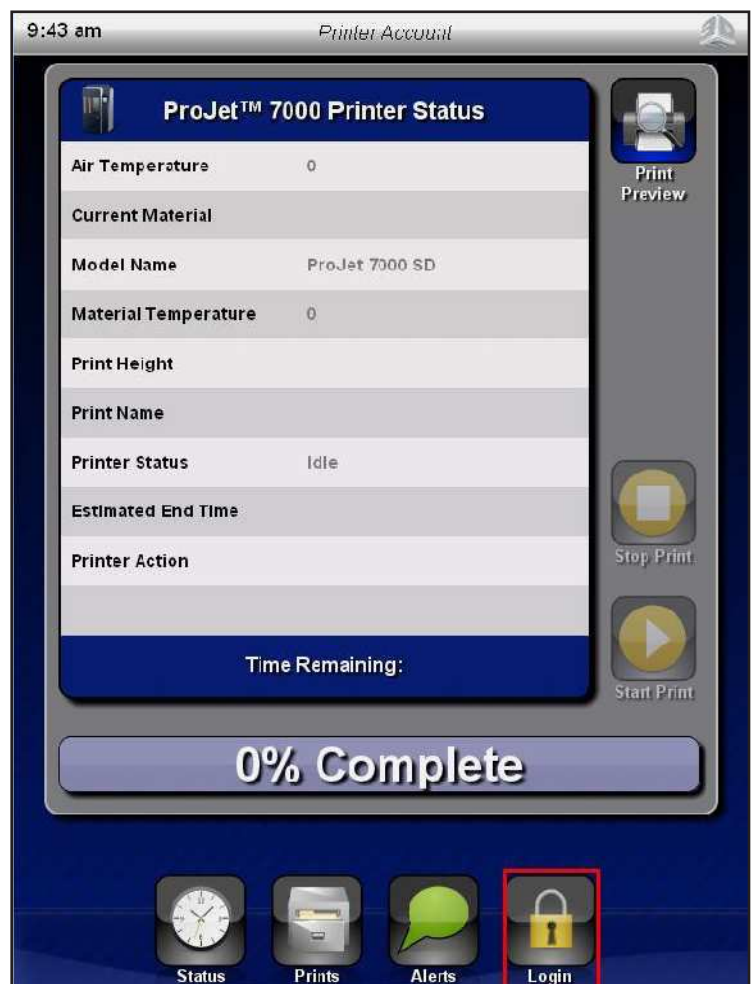 9:43 am Printer Account
ProJet™ 7000 Printer Status
Print
Preview
Air Temperature 0
Current Material
Model Name ProJet 7000 SD
Material Temperature 0
Print Height
Print Name
Printer Status Idle
Estimated End Time
Printer Action
Stop Print
Start Print
Time Remaining:
0% Complete
Status Prints Alerts Login